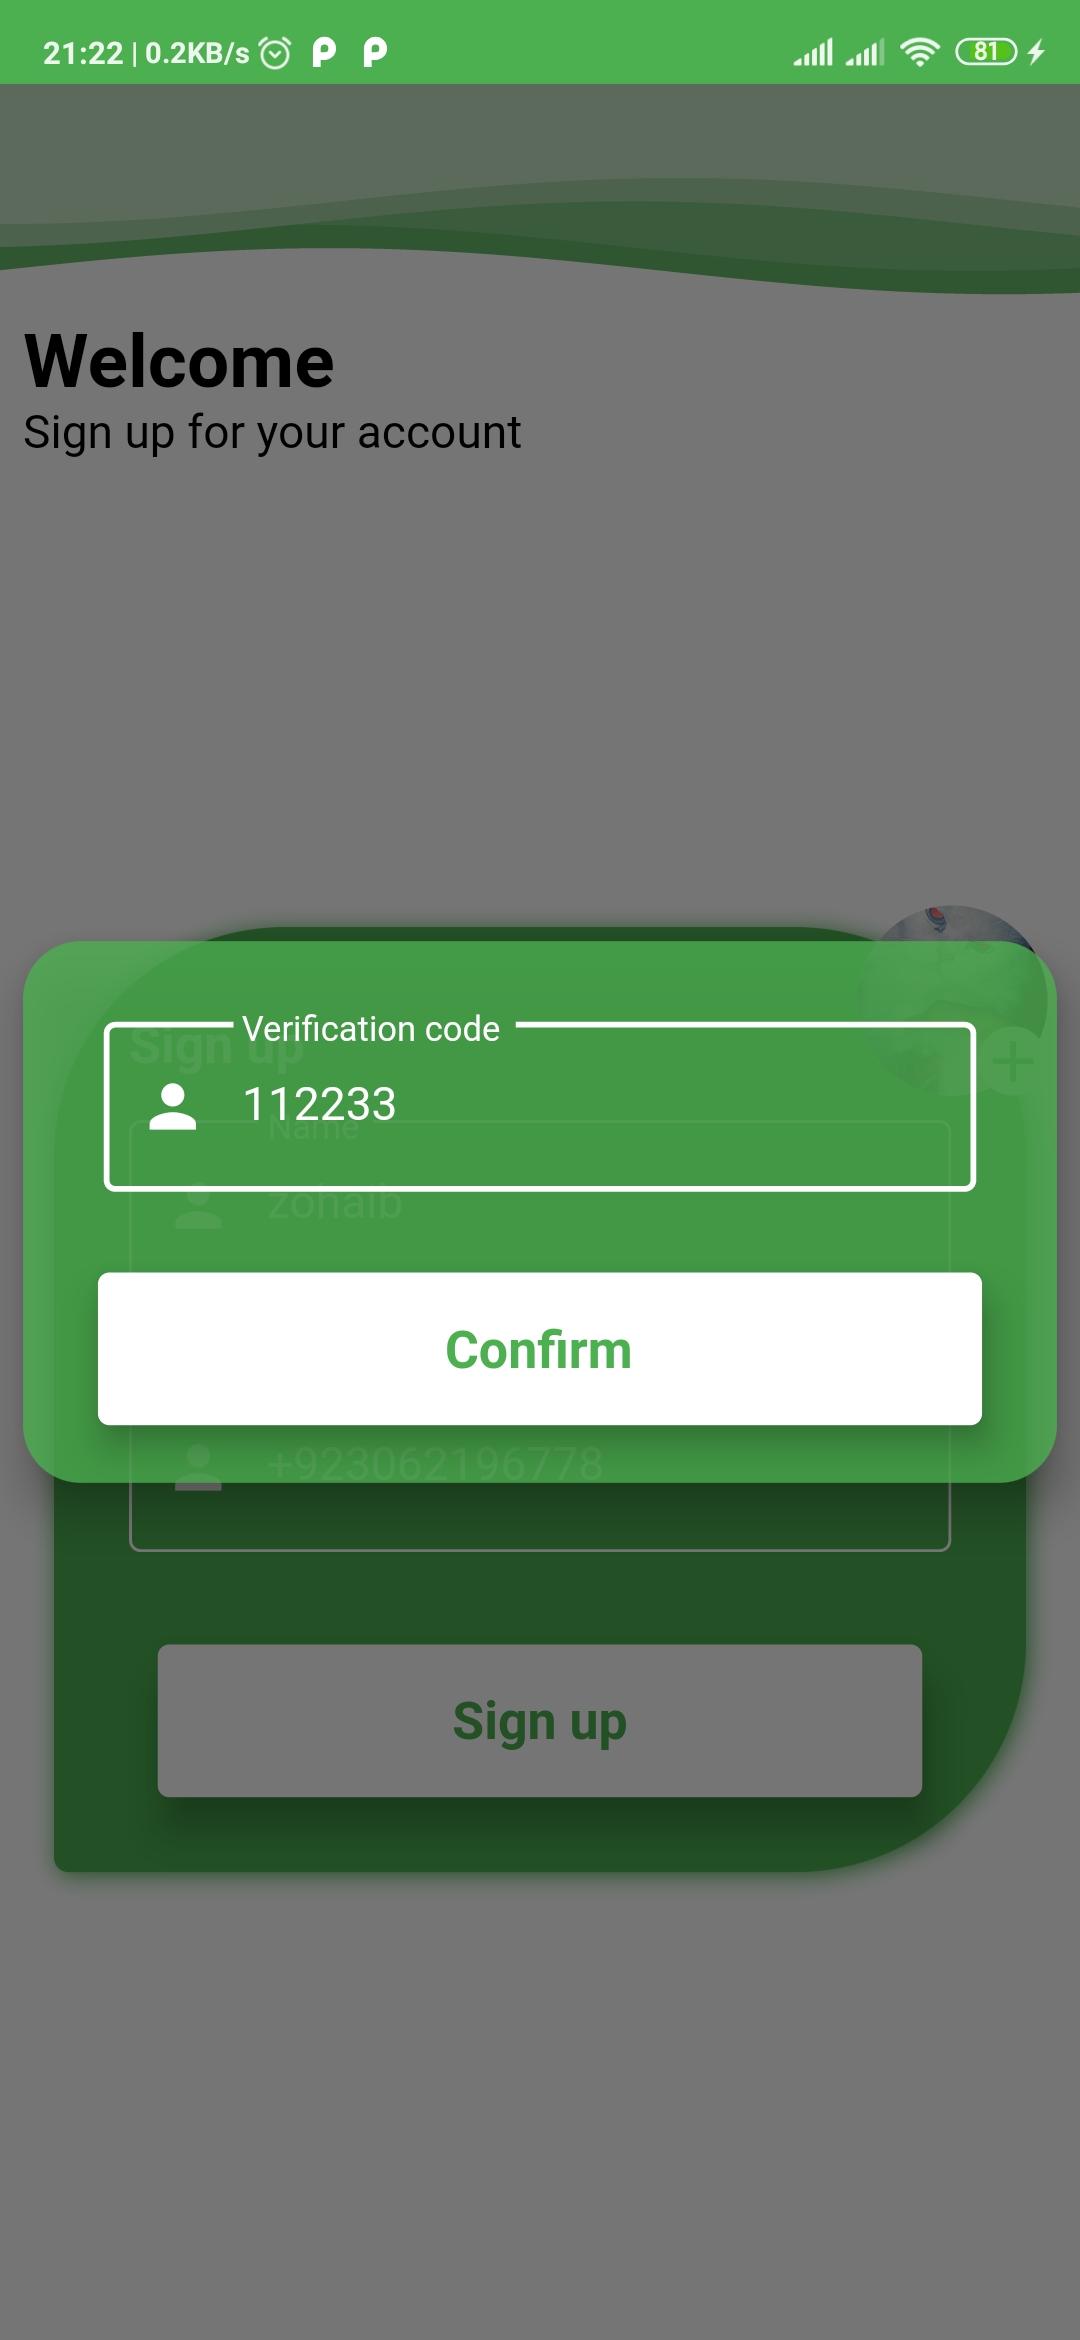 21:22 | 0.2KB/s
81
Welcome
Sign up for your account
Sign up
Verification code
112233
Name
zohaib
Confirm
+923062196778
Sign up